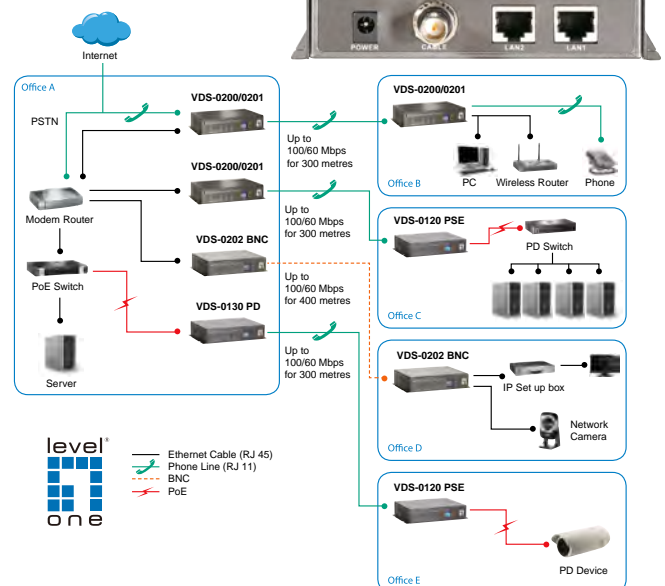 POWER
CABLE
LAN2
LAN1
Internet
Office A
PSTN
VDS-0200/0201
Up to
100/60 Mbps
for 300 metres
VDS-0200/0201
PC
Wireless Router
Phone
Office B
VDS-0200/0201
Modem Router
Up to
100/60 Mbps
for 300 metres
VDS-0120 PSE
PD Switch
Office C
VDS-0202 BNC
PoE Switch
Up to
100/60 Mbps
for 400 metres
VDS-0130 PD
Server
Up to
100/60 Mbps
for 300 metres
VDS-0202 BNC
IP Set up box
Network
Camera
Office D
level®
one
Ethernet Cable (RJ 45)
Phone Line (RJ 11)
BNC
PoE
VDS-0120 PSE
PD Device
Office E